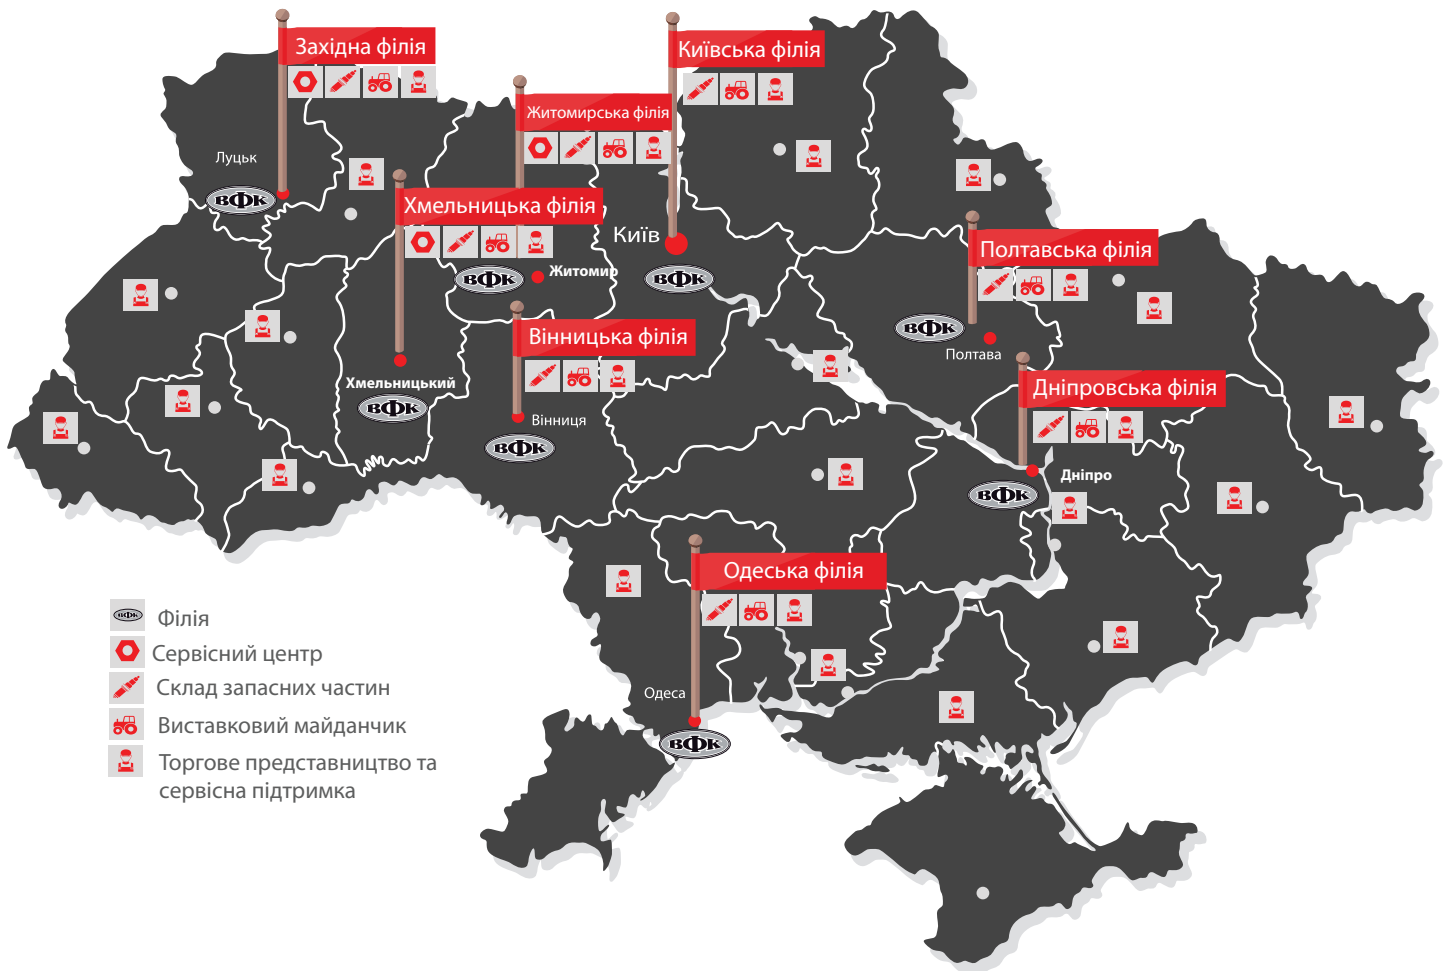 Західна філія
Київська філія
Житомирська філія
Луцьк
ВФК
Хмельницька філія
Київ
Полтавська філія
Житомир
ВФК
ВФК
Вінницька філія
ВФК
Полтава
Хмельницький
ВФК
Дніпровська філія
Вінниця
ВФК
Дніпро
ВФК
Одеська філія
ВФК Філія
Сервісний центр
Склад запасних частин
Одеса
Виставковий майданчик
ВФК
Торгове представництво та
сервісна підтримка